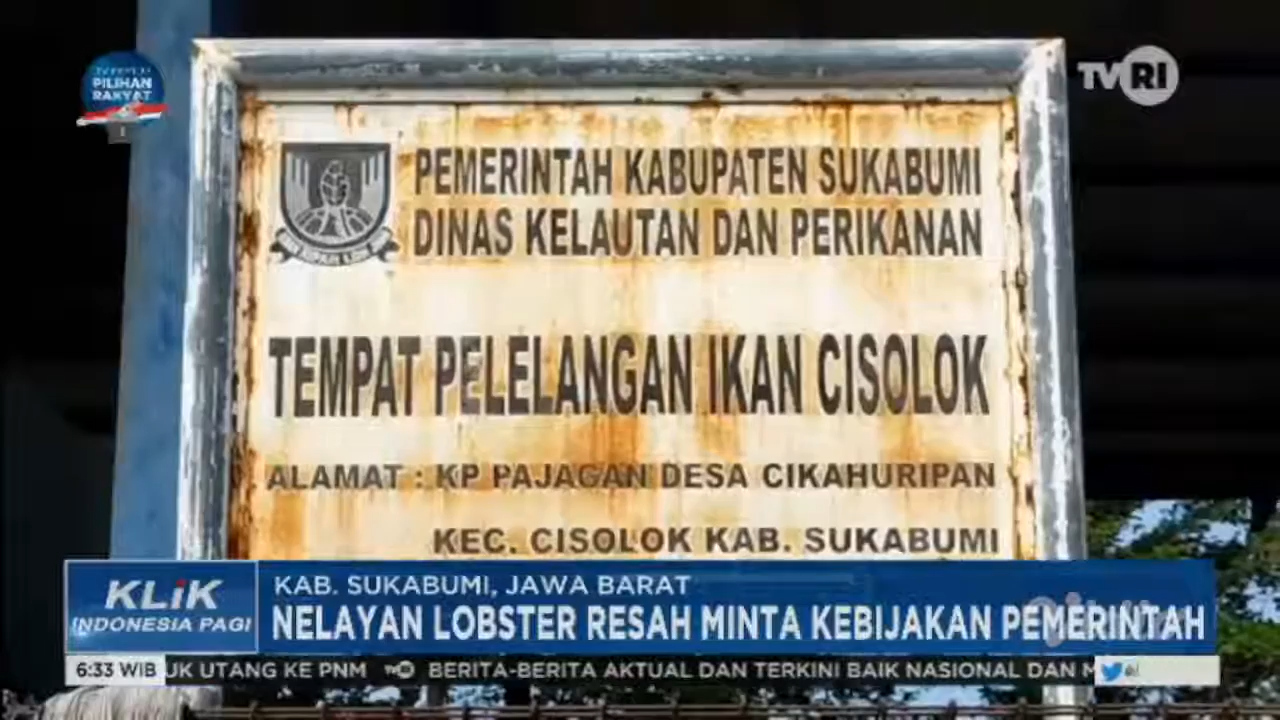 PILIHAN
RAKYAT
TVRI
PEMERINTAH KABUPATEN SUKABUMI
DINAS KELAUTAN DAN PERIKANAN
TEMPAT PELELANGAN IKAN CISOLOK
ALAMAT : KP PAJAGAN DESA CIKAHURIPAN
KEC. CISOLOK KAB. SUKABUMI
KLiK
INDONESIA PAGI
KAB. SUKABUMI, JAWA BARAT
NELAYAN LOBSTER RESAH MINTA KEBIJAKAN PEMERINTAH
6:33 WIB UK UTANG KE PNM TVRI BERITA-BERITA AKTUAL DAN TERKINI BAIK NASIONAL DAN M